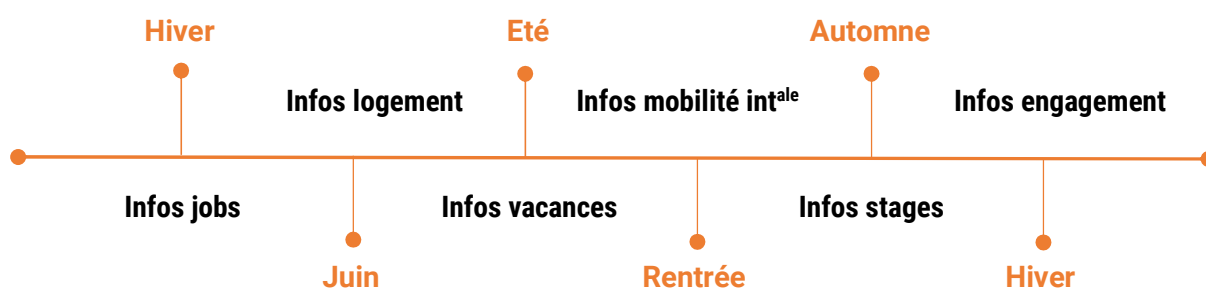 Hiver Eté Automne
Infos logement Infos mobilité intale Infos engagement
Infos jobs Infos vacances Infos stages
Juin Rentrée Hiver